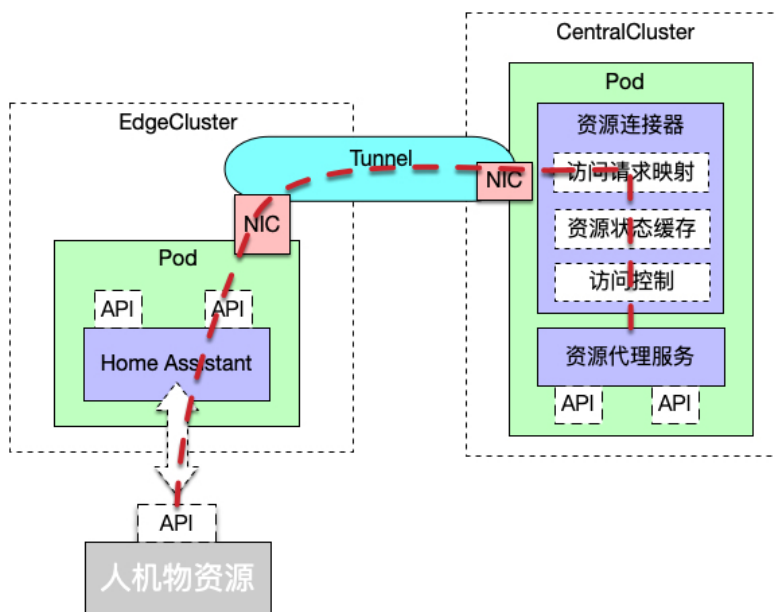 CentralCluster
Pod
资源连接器
访问请求映射
资源状态缓存
访问控制
资源代理服务
API
API
NIC
Tunnel
EdgeCluster
NIC
Pod
API
API
Home Assistant
API
人机物资源